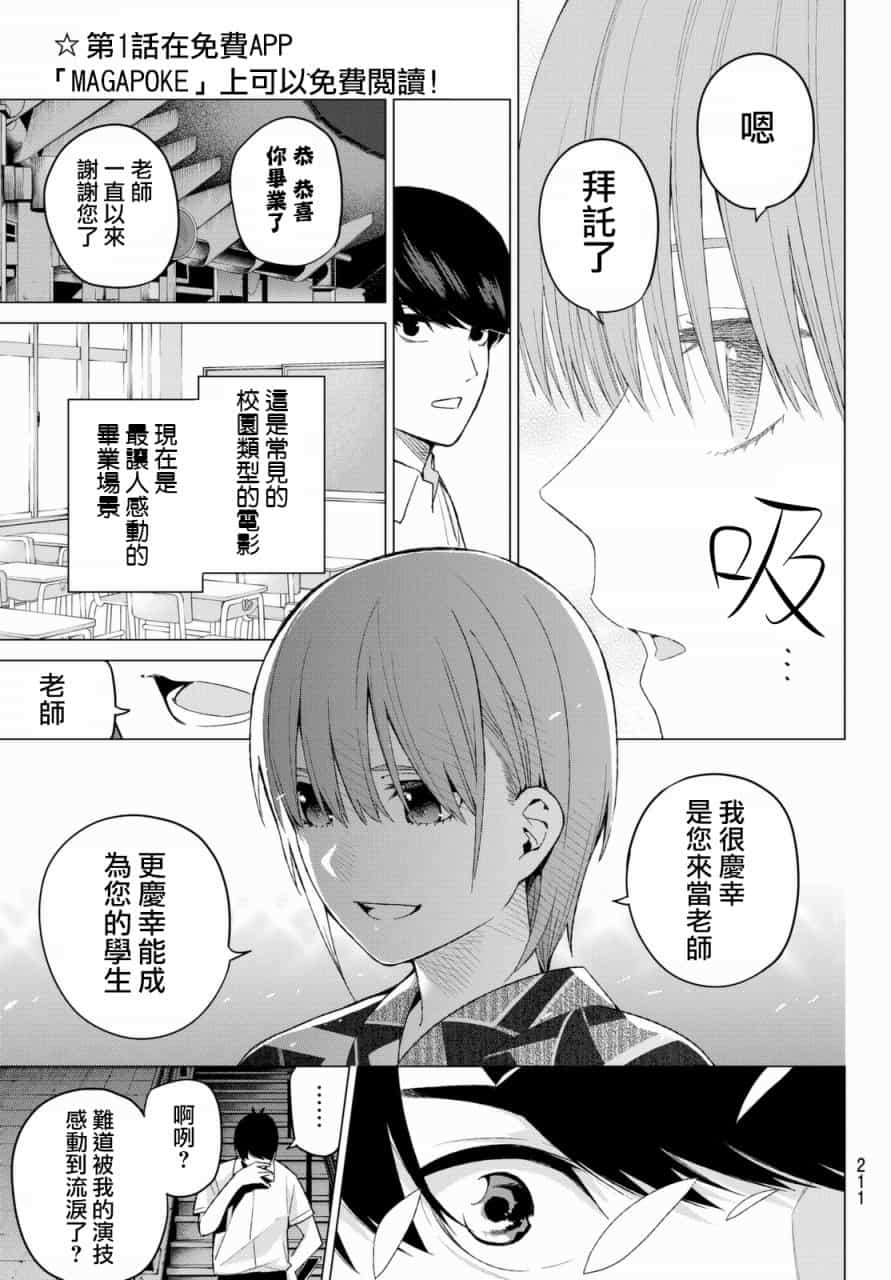 ☆ 第1話在免費APP
「MAGAPOKE」上可以免費閲讀!
嗯
拜託了
吸…
恭恭喜
你畢業了
老師
一直以來
謝謝您了
這是常見的
校園類型的電影
現在是
最讓人感動的
畢業場景
老師
我很慶幸
是您來當老師
更慶幸能成
為您的學生
……
啊咧?
難道被我的演技
感動到流淚了?
211